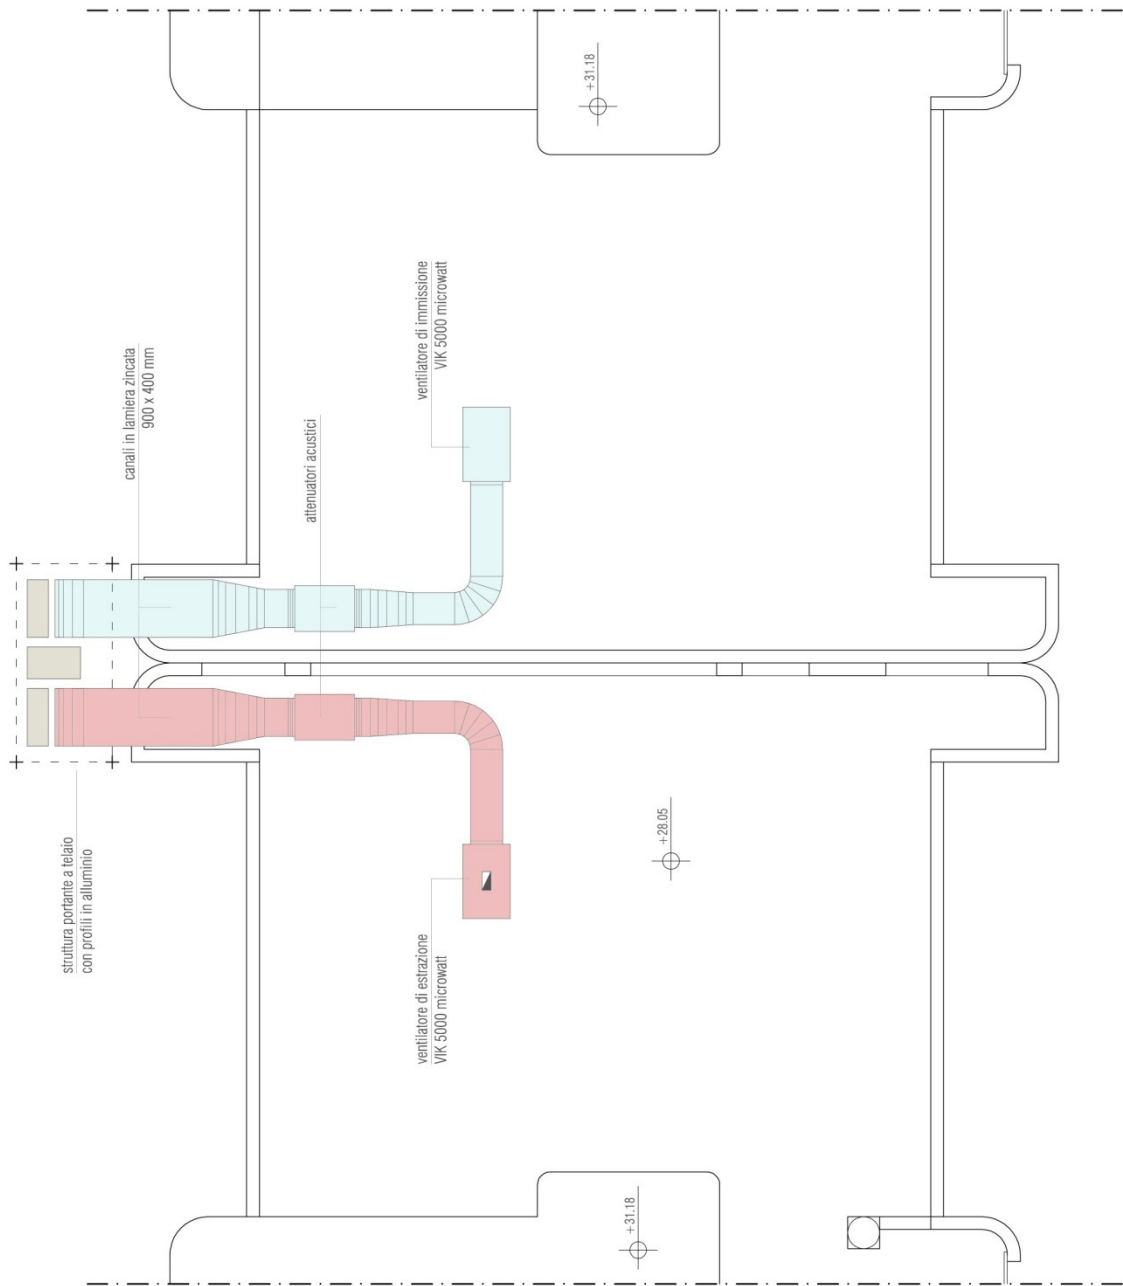 +31.18
canali in lamiera zincata
900 x 400 mm
ventilatore di immissione
VIK 5000 microwatt
attenuatori acustici
struttura portante a telaio
con profili in alluminio
ventilatore di estrazione
VIK 5000 microwatt
+28.05
+31.18